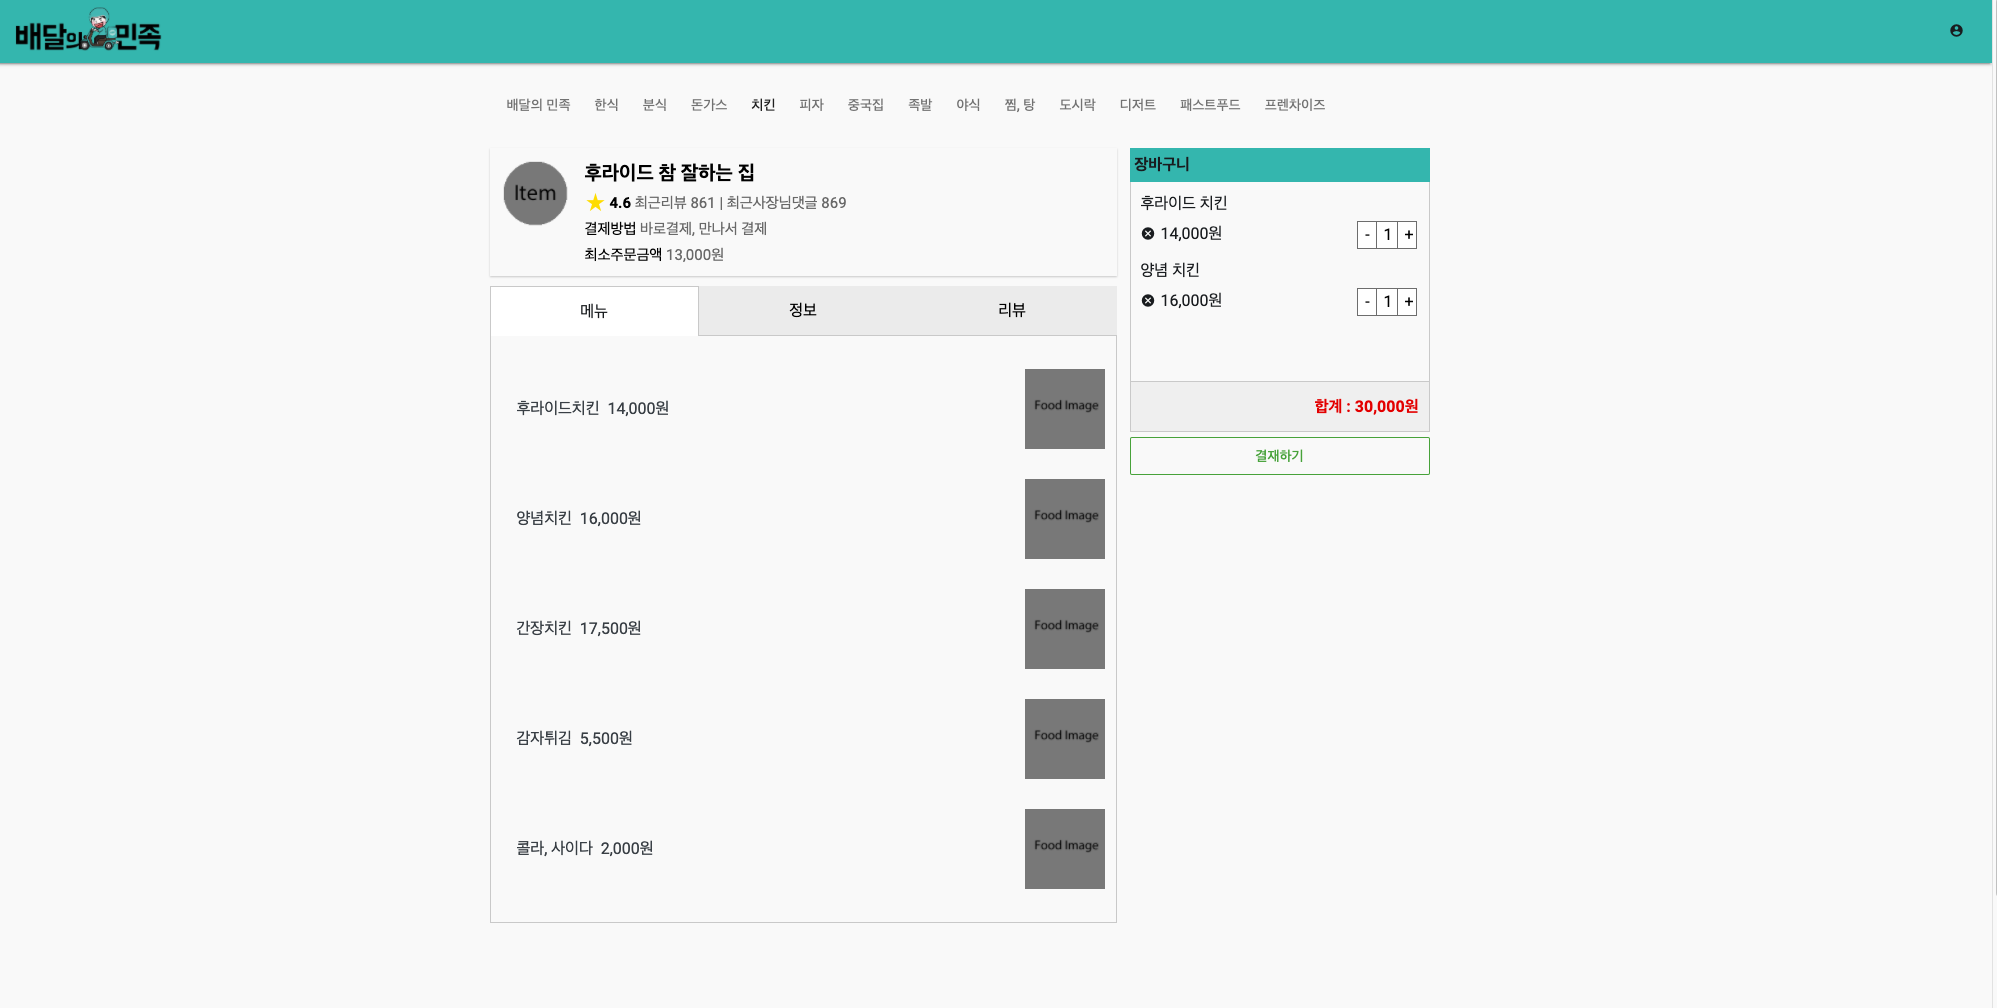 배달의민족
배달의 민족 한식 분식 돈가스 치킨 피자 중국집 족발 야식 찜, 탕 도시락 디저트 패스트푸드 프렌차이즈
Item
후라이드 참 잘하는 집
★ 4.6 최근리뷰 861 | 최근사장님댓글 869
결제방법 바로결제, 만나서 결제
최소주문금액 13,000원
메뉴 정보 리뷰
후라이드치킨 14,000원
Food Image
양념치킨 16,000원
Food Image
간장치킨 17,500원
Food Image
감자튀김 5,500원
Food Image
콜라, 사이다 2,000원
Food Image
장바구니
후라이드 치킨
14,000원 - 1 +
양념 치킨
16,000원 - 1 +
합계 : 30,000원
결재하기